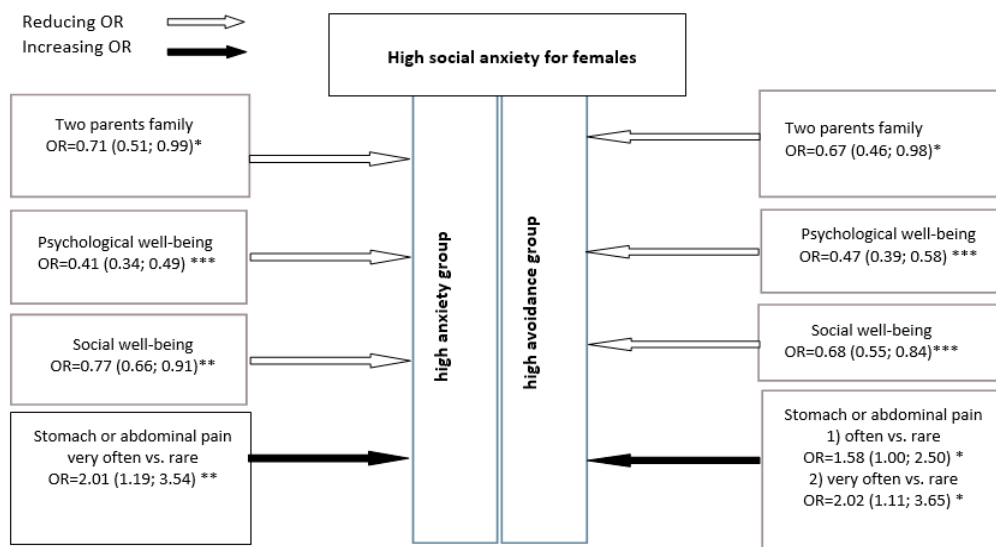 Reducing OR
Increasing OR
High social anxiety for females
Two parents family
OR=0.71 (0.51; 0.99)*
Psychological well-being
OR=0.41 (0.34; 0.49) ***
Social well-being
OR=0.77 (0.66; 0.91)**
Stomach or abdominal pain
very often vs. rare
OR=2.01 (1.19; 3.54) **
high anxiety group
high avoidance group
Two parents family
OR=0.67 (0.46; 0.98)*
Psychological well-being
OR=0.47 (0.39; 0.58) ***
Social well-being
OR=0.68 (0.55; 0.84)***
Stomach or abdominal pain
1) often vs. rare
OR=1.58 (1.00; 2.50) *
2) very often vs. rare
OR=2.02 (1.11; 3.65) *